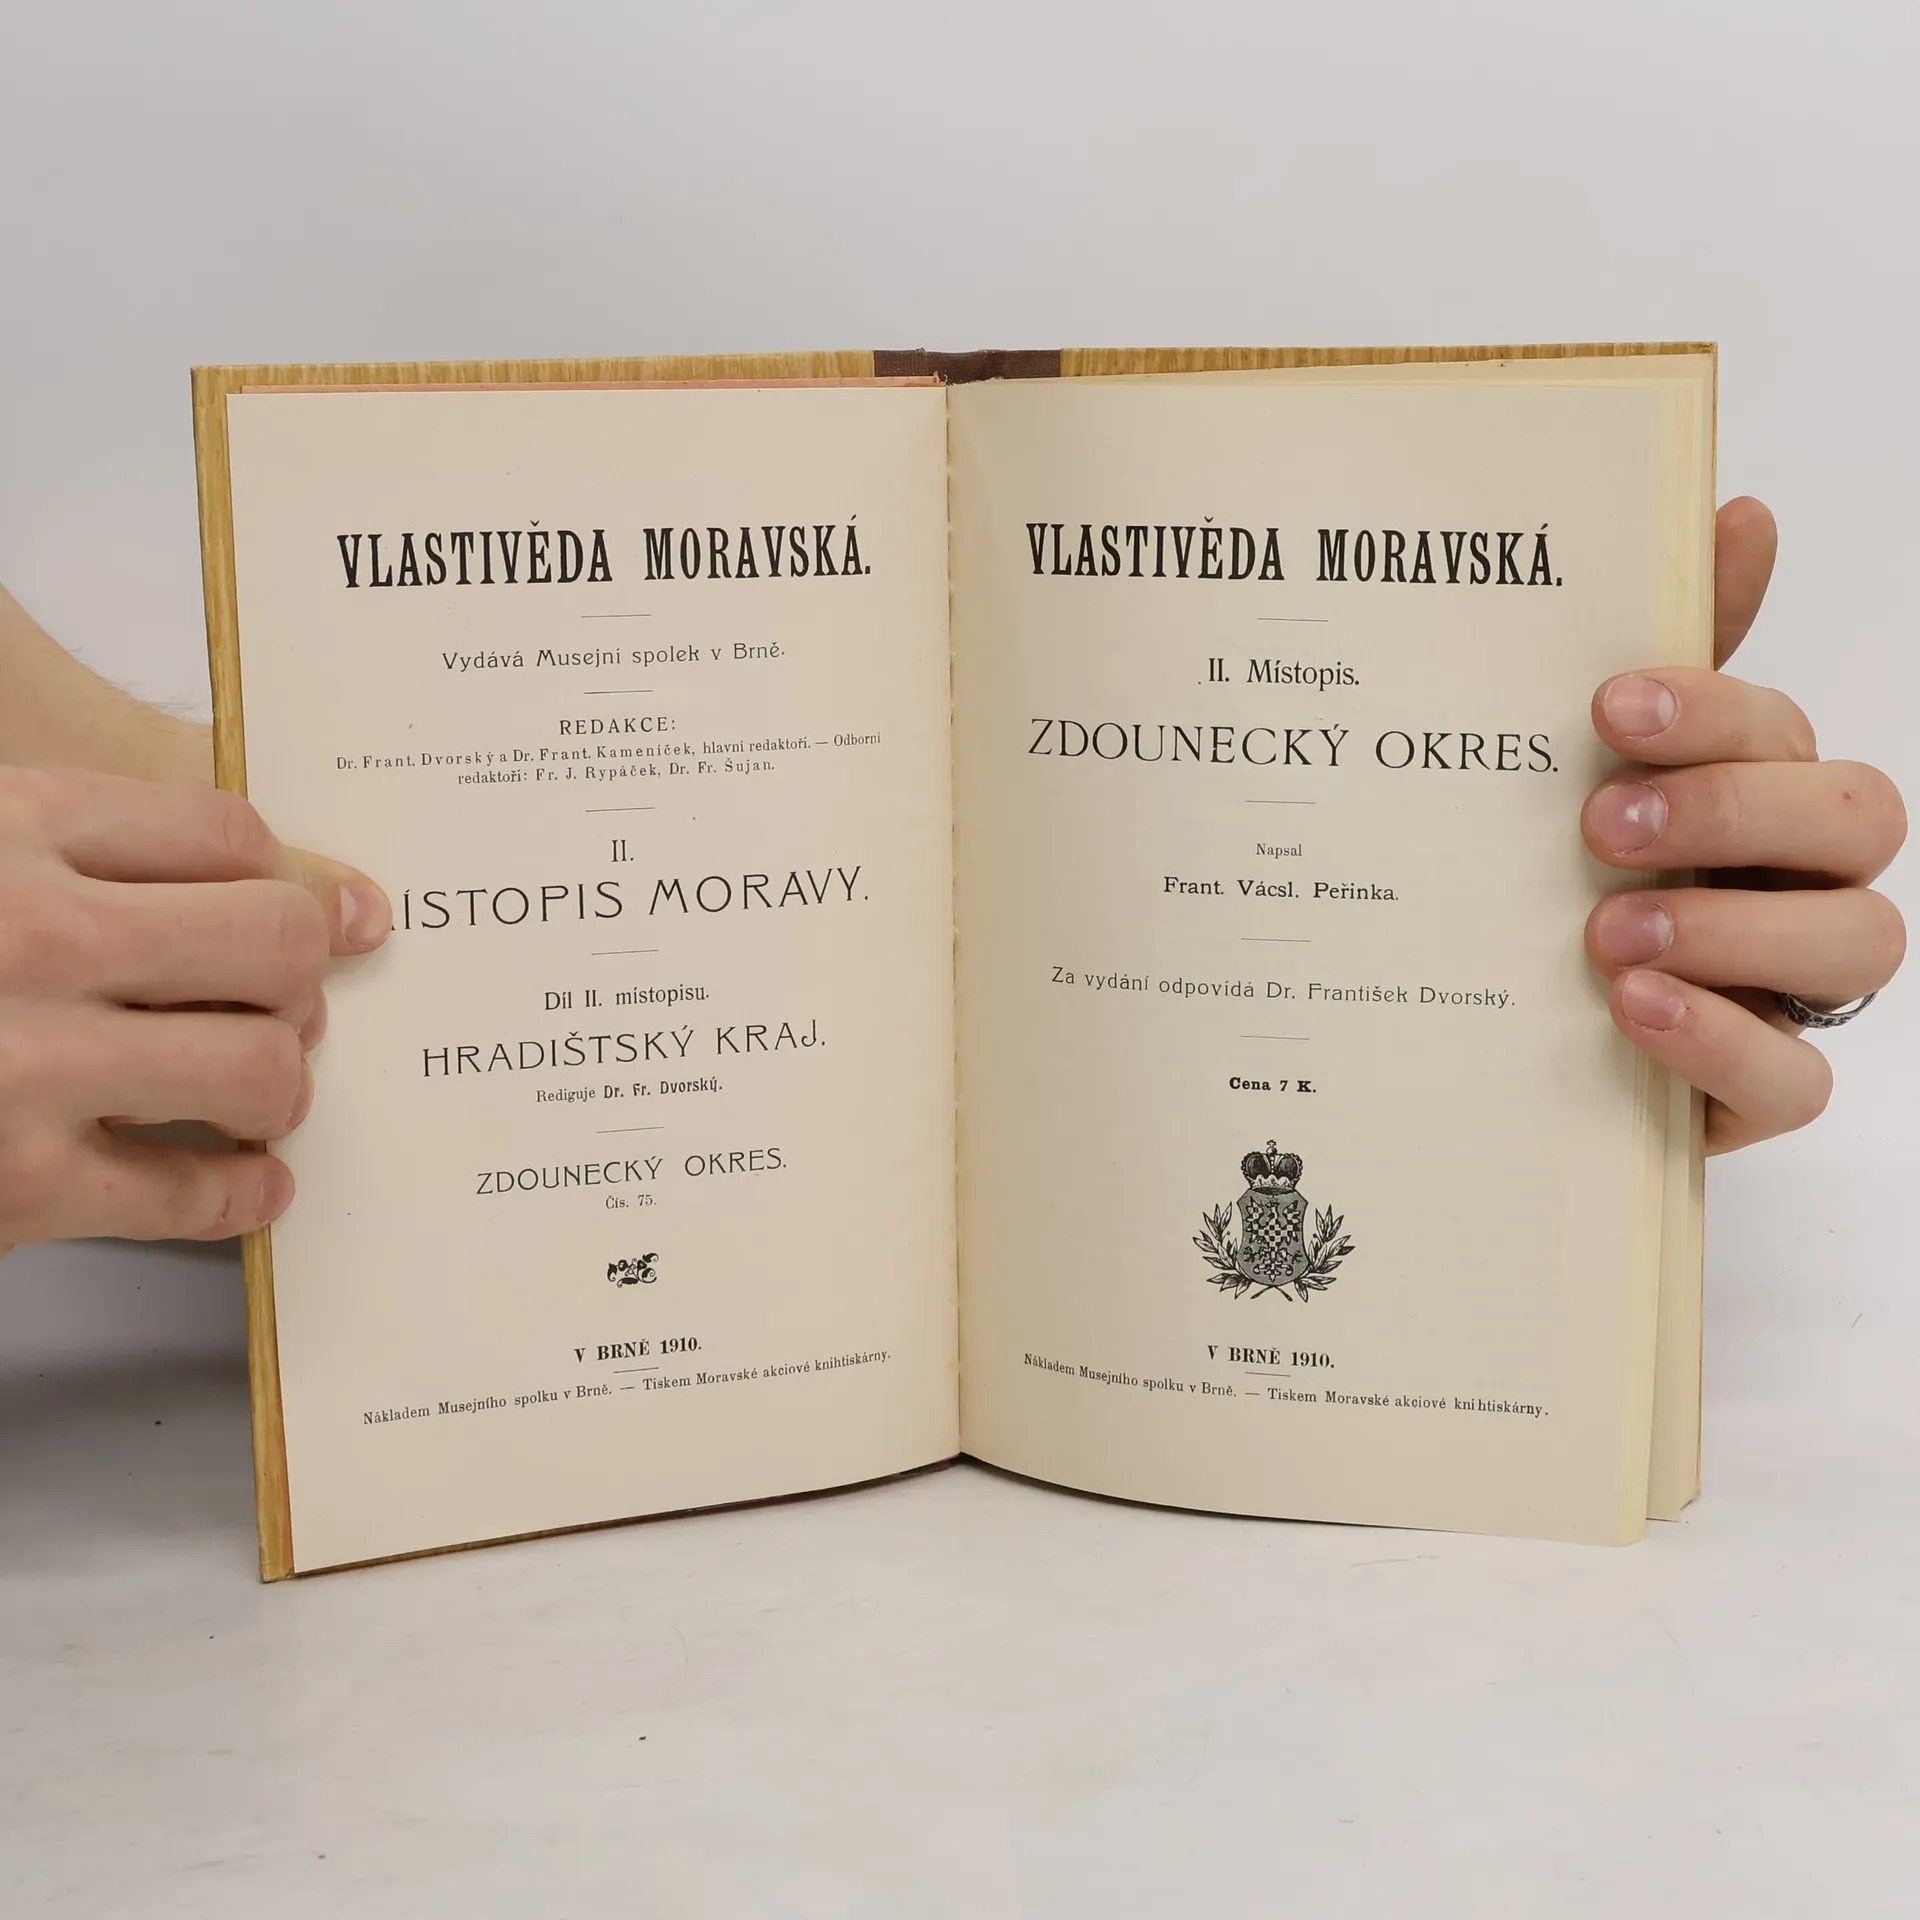 VLASTIVĚDA MORAVSKÁ.
Vydává Musejní spolek v Brně.
REDAKCE:
Dr. Frant. Dvorský a Dr. Frant. Kameníček, hlavní redaktoři. — Odborní
redaktoři: Fr. J. Rypáček, Dr. Fr. Šujan.
II.
ÍSTOPIS MORAVY.
Díl II. místopisu.
HRADIŠTSKÝ KRAJ.
Rediguje Dr. Fr. Dvorský.
ZDOUNECKÝ OKRES.
Čís. 75.
V BRNĚ 1910.
Nákladem Musejního spolku v Brně. — Tiskem Moravské akciové knihtiskárny.
VLASTIVĚDA MORAVSKÁ.
II. Místopis.
ZDOUNECKÝ OKRES.
Napsal
Frant. Vácsl. Peřinka.
Za vydání odpovídá Dr. František Dvorský.
Cena 7 K.
V BRNĚ 1910.
Nákladem Musejního spolku v Brně. — Tiskem Moravské akciové knihtiskárny.